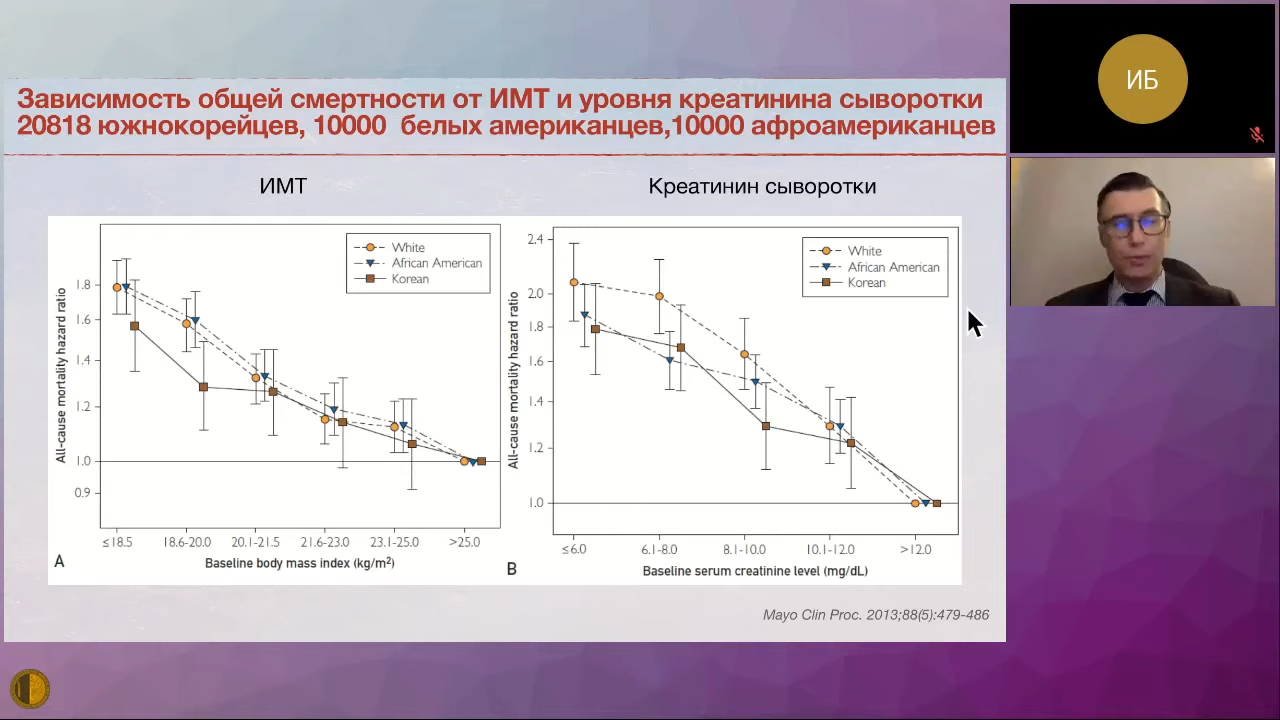 Зависимость общей смертности от ИМТ и уровня креатинина сыворотки
20818 южнокорейцев, 10000 белых американцев,10000 афроамериканцев
ИБ
ИМТ
Креатинин сыворотки
All-cause mortality hazard ratio
1.8
1.6
1.4
1.2
1.0
0.9
White
African American
Korean
≤18.5 18.6-20.0 20.1-21.5 21.6-23.0 23.1-25.0 >25.0
Baseline body mass index (kg/m²)
A
All-cause mortality hazard ratio
2.4
2.0
1.8
1.6
1.4
1.2
1.0
White
African American
Korean
≤6.0 6.1-8.0 8.1-10.0 10.1-12.0 >12.0
Baseline serum creatinine level (mg/dL)
B
Mayo Clin Proc. 2013;88(5):479-486